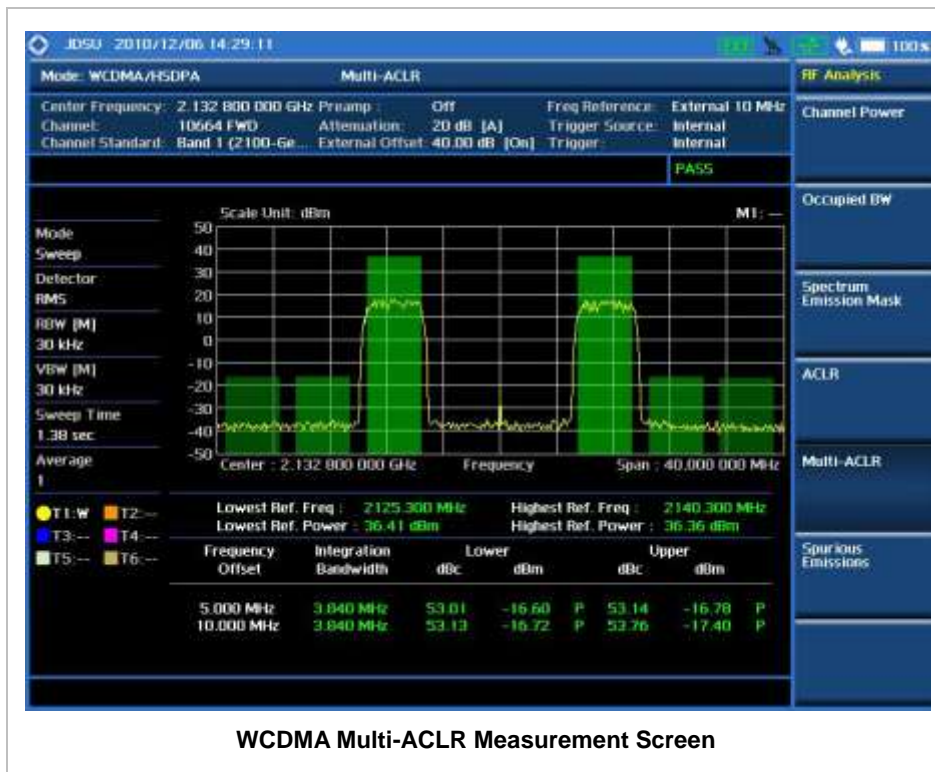 JDSU 2010/12/06 14:29:11
EXT 100%
Mode: WCDMA/HSDPA Multi-ACLR
Center Frequency: 2.132 800 000 GHz Preamp : Off Freq Reference: External 10 MHz
Channel: 10664 FWD Attenuation: 20 dB [A] Trigger Source: Internal
Channel Standard: Band 1 (2100-Ge... External Offset: 40.00 dB [On] Trigger: Internal
PASS
Scale Unit: dBm M1: --
Mode
Sweep
Detector
RMS
RBW [M]
30 kHz
VBW [M]
30 kHz
Sweep Time
1.38 sec
Average
1
T1:W T2:--
T3:-- T4:--
T5:-- T6:--
50
40
30
20
10
0
-10
-20
-30
-40
-50
Center : 2.132 800 000 GHz Frequency Span : 40.000 000 MHz
Lowest Ref. Freq : 2125.300 MHz Highest Ref. Freq : 2140.300 MHz
Lowest Ref. Power : 36.41 dBm Highest Ref. Power : 36.36 dBm
Frequency Integration Lower Upper
Offset Bandwidth dBc dBm dBc dBm
5.000 MHz 3.840 MHz 53.01 -16.60 P 53.14 -16.78 P
10.000 MHz 3.840 MHz 53.13 -16.72 P 53.76 -17.40 P
RF Analysis
Channel Power
Occupied BW
Spectrum
Emission Mask
ACLR
Multi-ACLR
Spurious
Emissions
WCDMA Multi-ACLR Measurement Screen